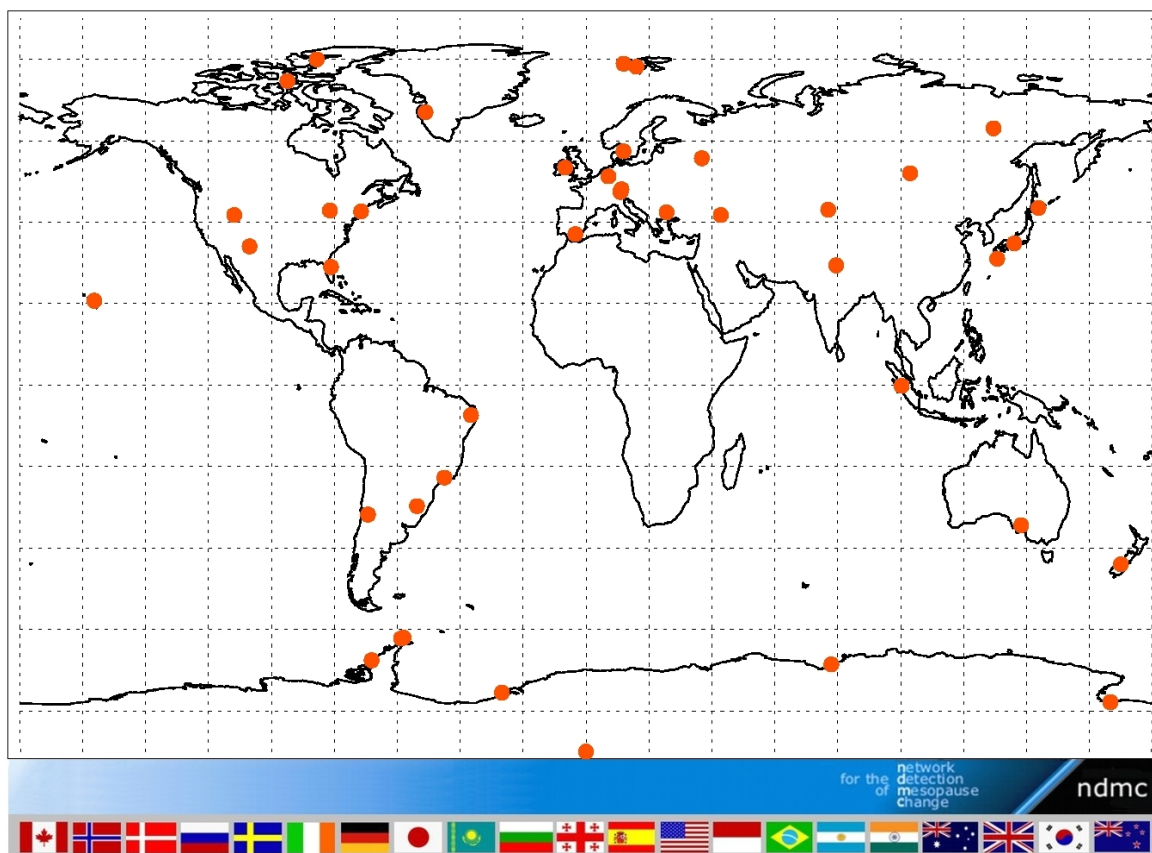 network
for the detection
of mesopause
change
ndmc